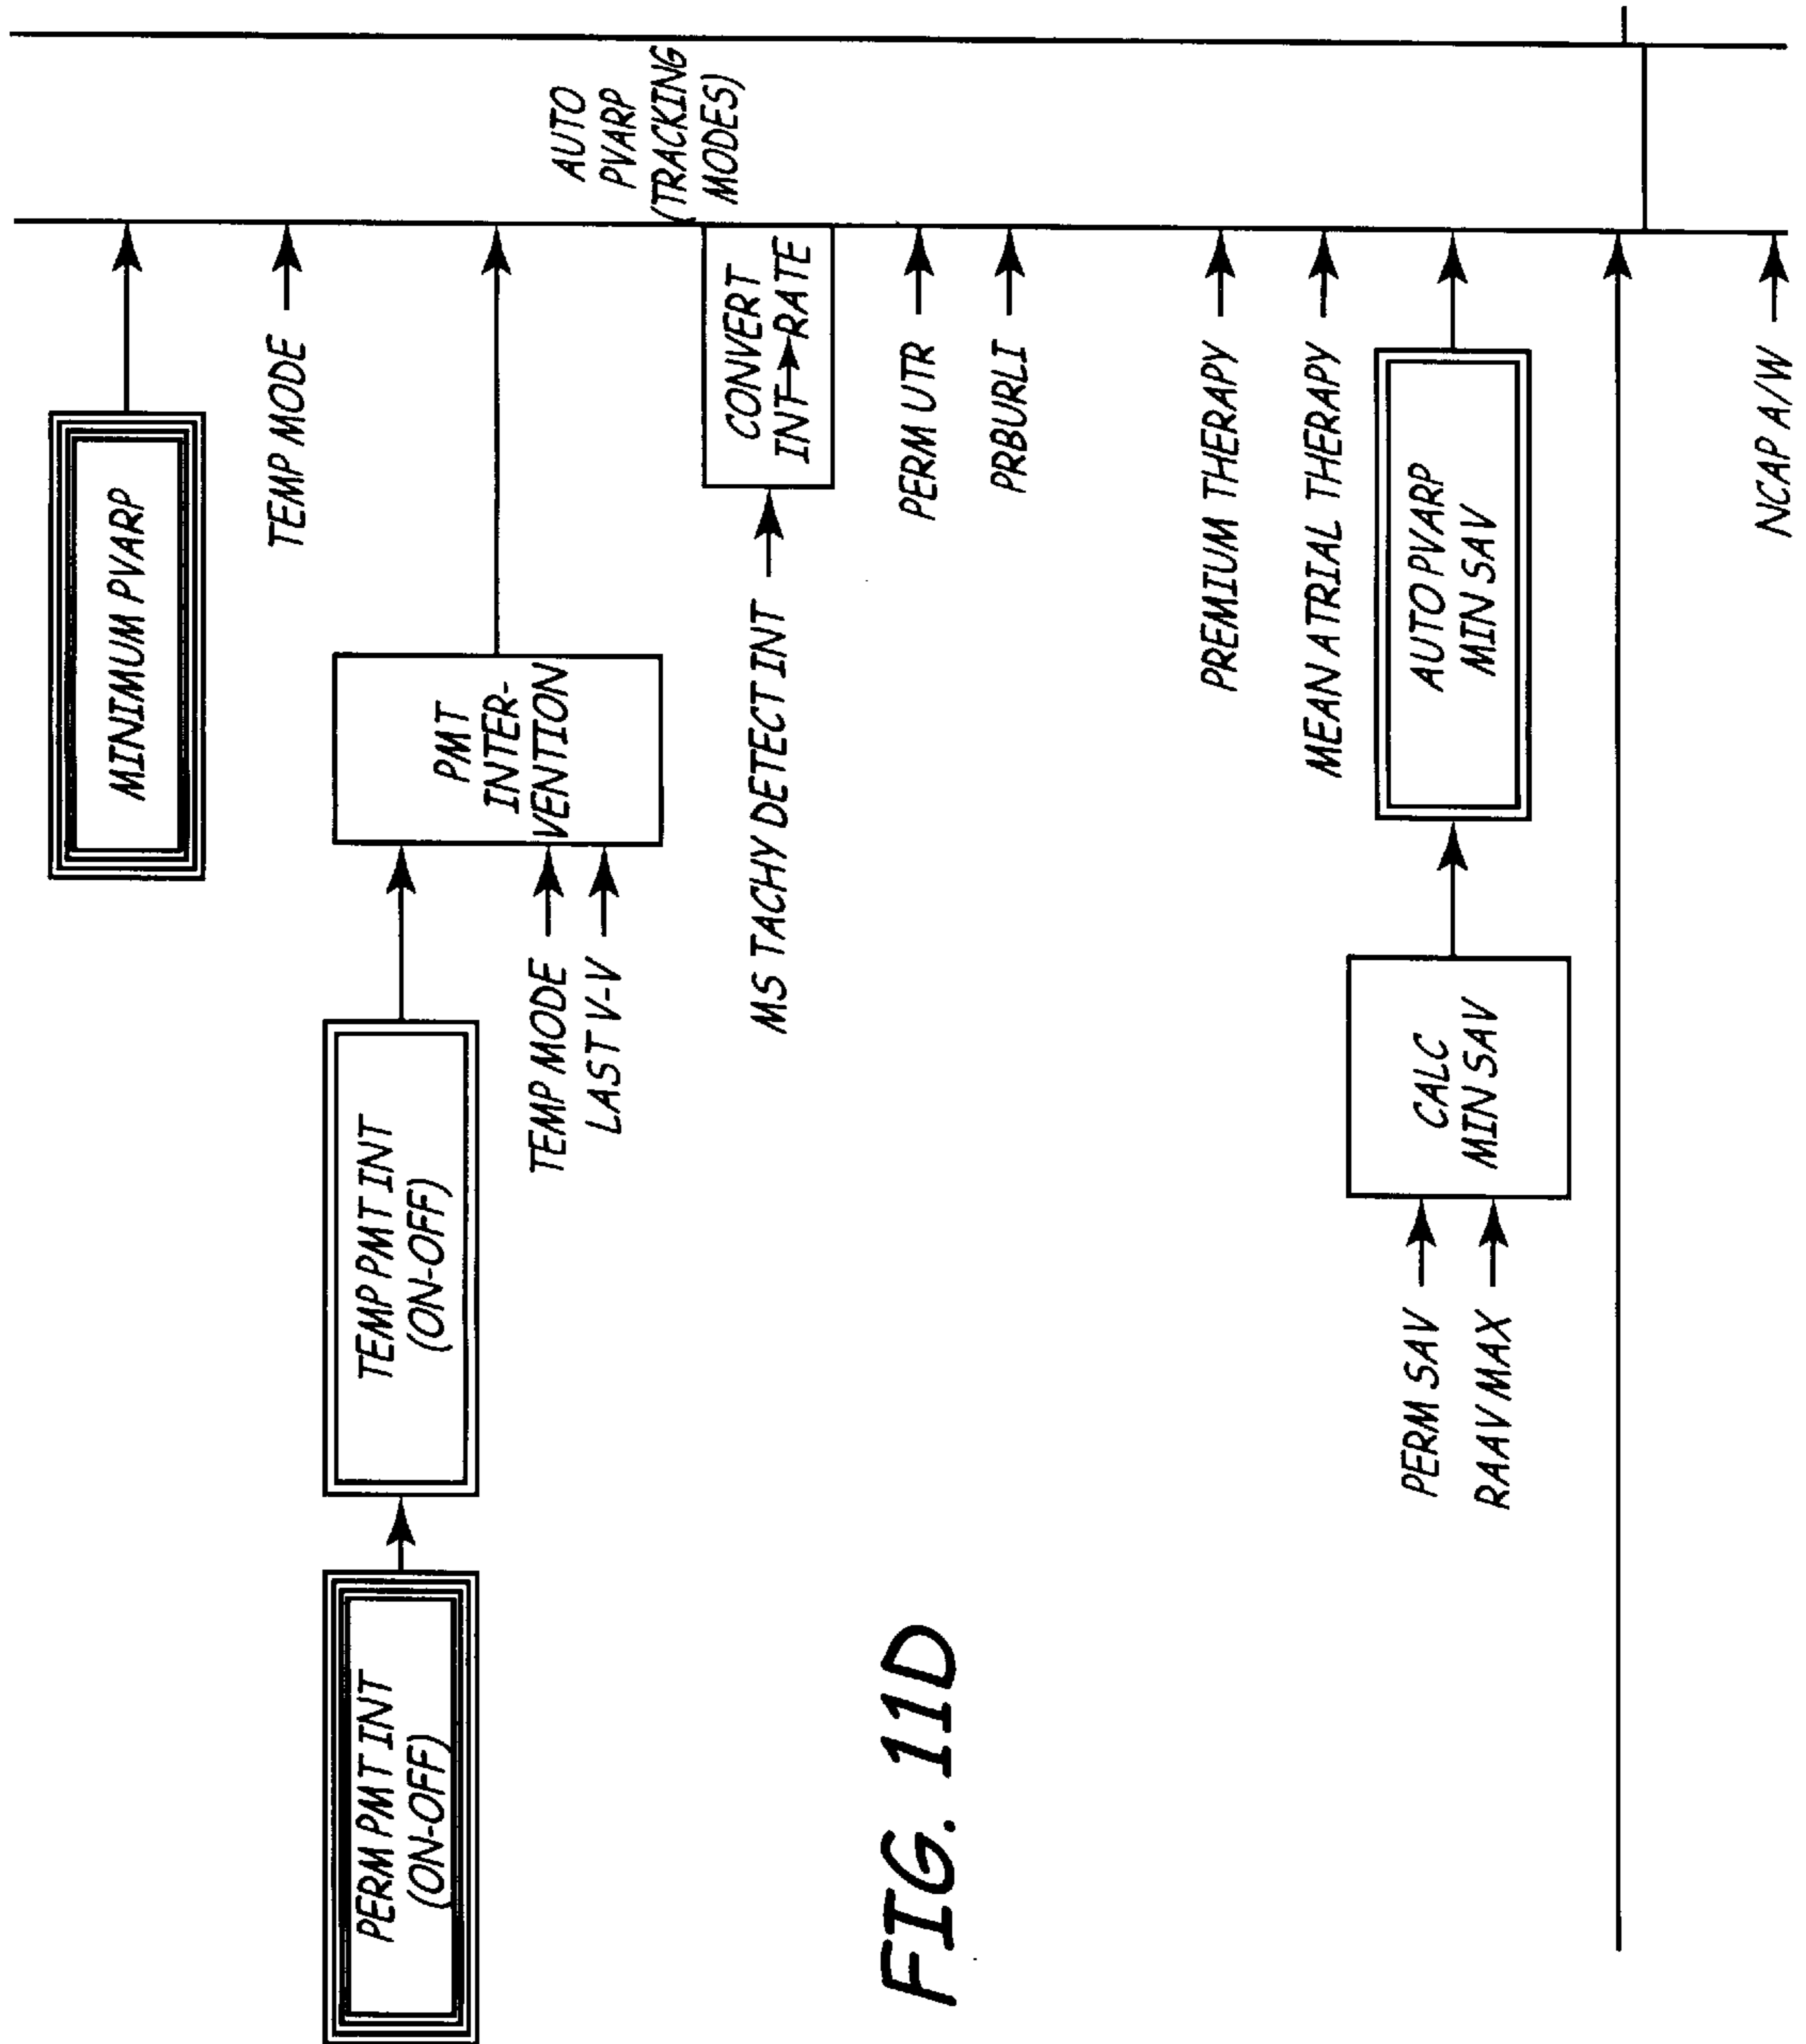 MINIMUM PVARP
TEMP MODE
AUTO
PVARP
(TRACKING
MODES)
PERM PMT INT
(ON-OFF)
TEMP PMT INT
(ON-OFF)
PMT
INTER-
VENTION
TEMP MODE
LAST V-V
MS TACHY DETECT INT
CONVERT
INT RATE
PERM UTR
PRBURLI
PREMIUM THERAPY
MEAN ATRIAL THERAPY
PERM SAV
RAAV MAX
CALC
MIN SAV
AUTO PVARP
MIN SAV
NCAP A/W
FIG. 11D